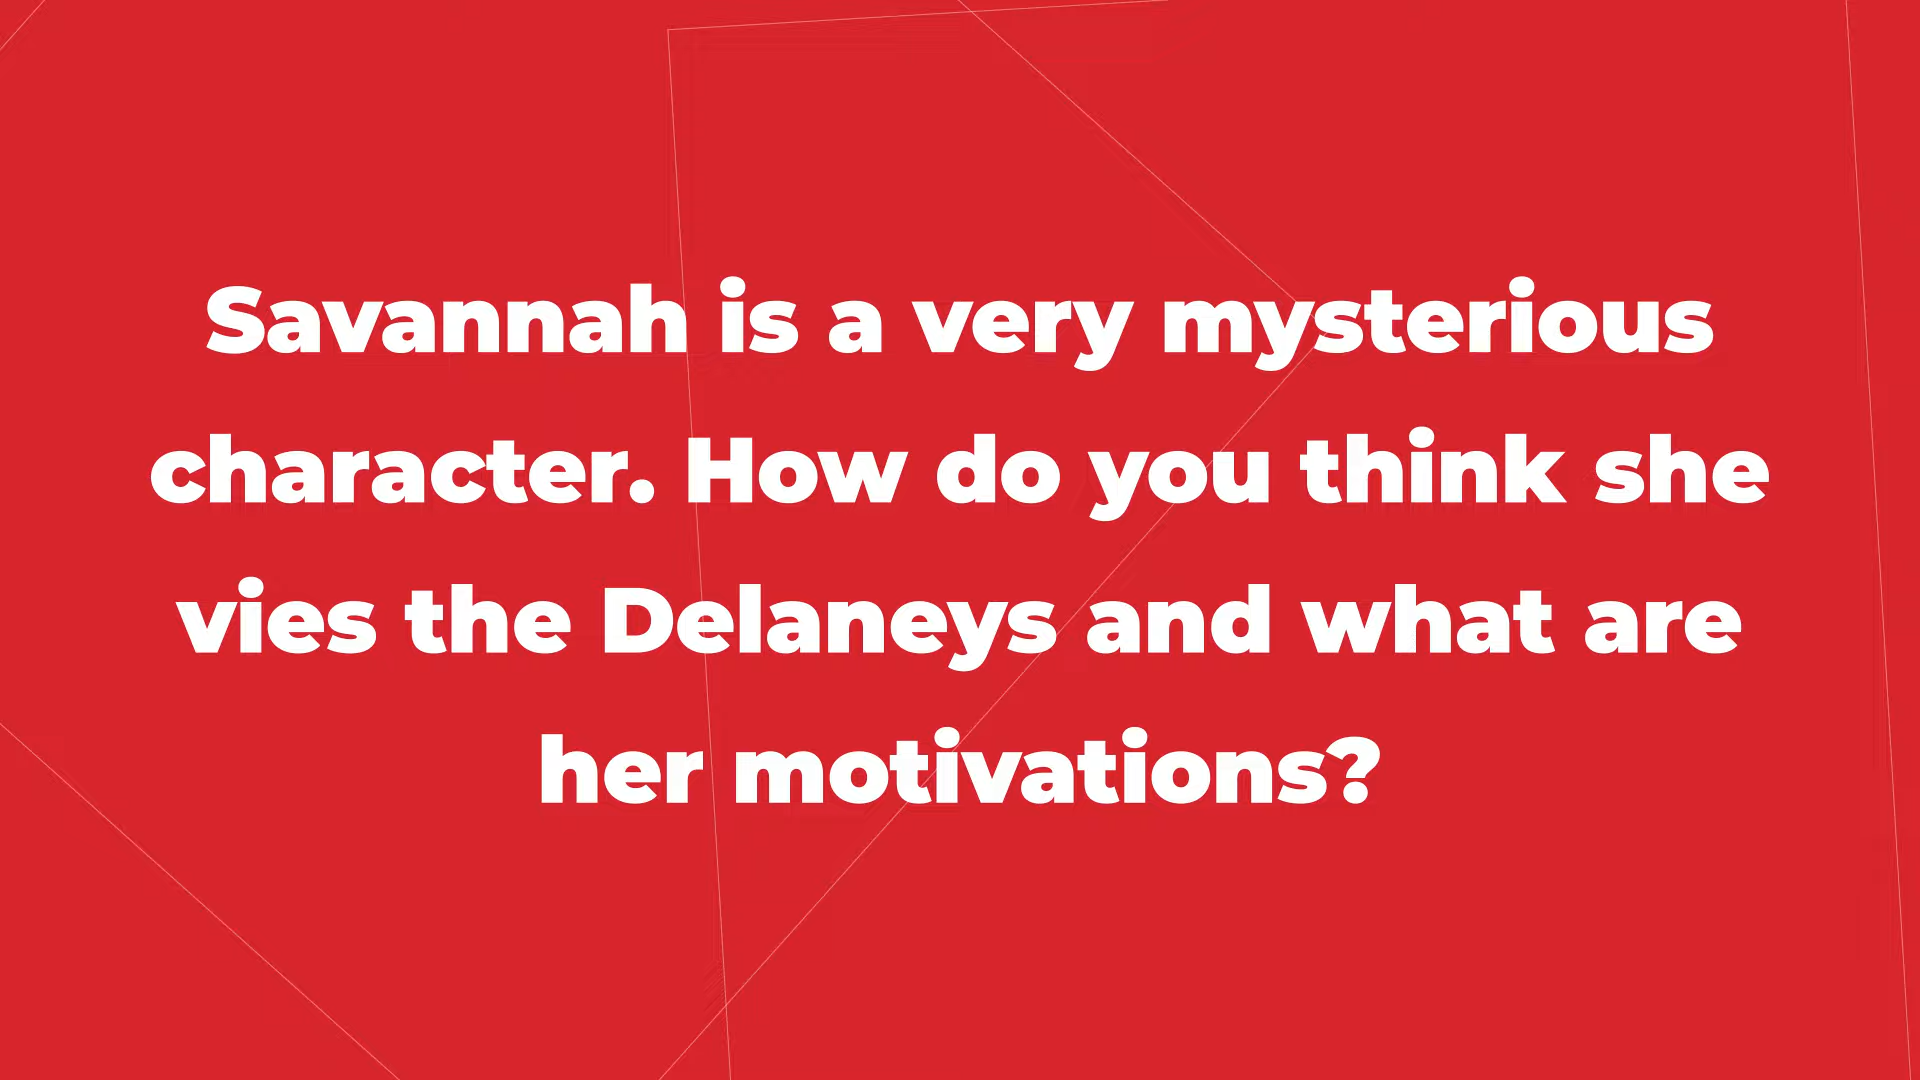 Savannah is a very mysterious
character. How do you think she
vies the Delaneys and what are
her motivations?